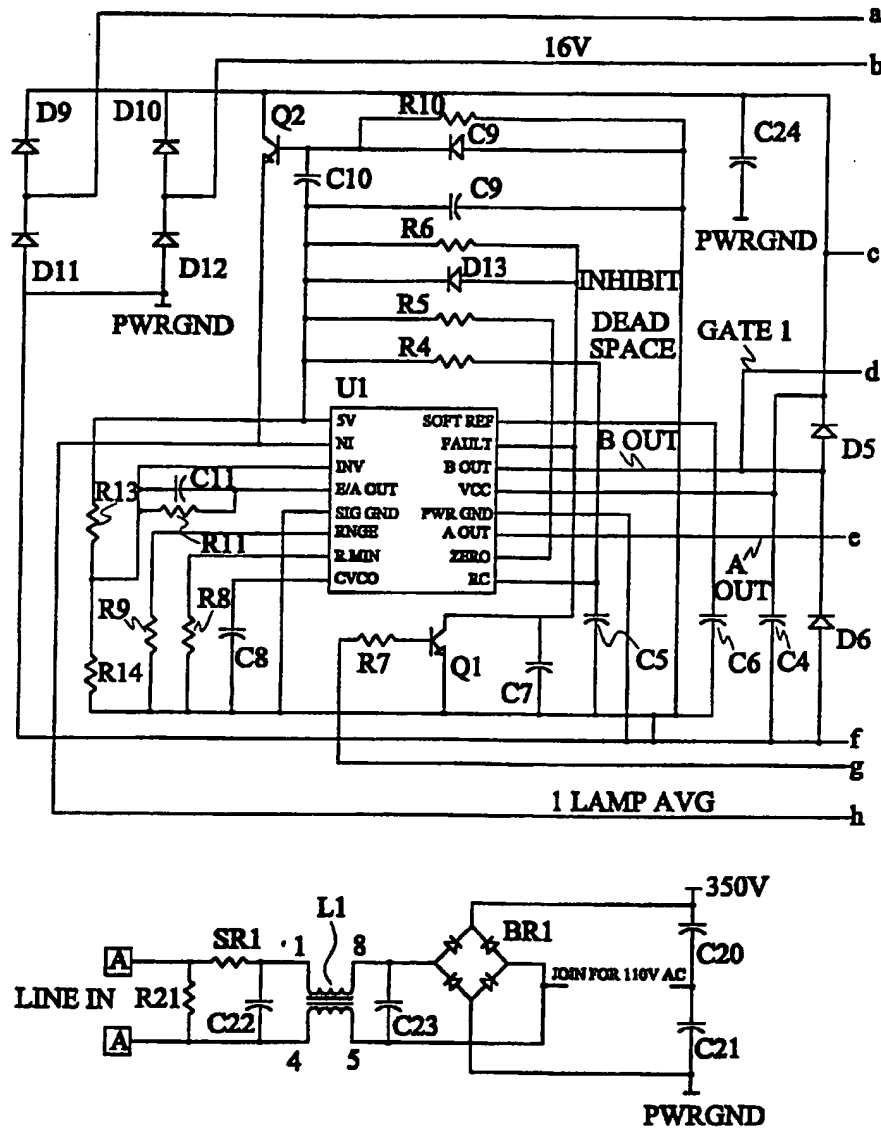 a
16V
b
D9
D10
Q2
R10
C9
C24
C10
C9
R6
PWRGND
D11
D12
D13
INHIBIT
c
PWRGND
R5
DEAD
SPACE
GATE 1
R4
d
U1
5V
SOFT REF
NI
FAULT
B OUT
D5
INV
B OUT
C11
E/A OUT
VCC
R13
SIG GND
PWR GND
RNGE
A OUT
e
R11
R MIN
ZERO
A
OUT
CVCO
RC
R9
R8
C8
R7
Q1
C5
C6
C4
D6
R14
C7
f
g
1 LAMP AVG
h
350V
L1
SR1
1
8
BR1
C20
A
JOIN FOR 110V AC
LINE IN
R21
C22
C23
C21
A
4
5
PWRGND